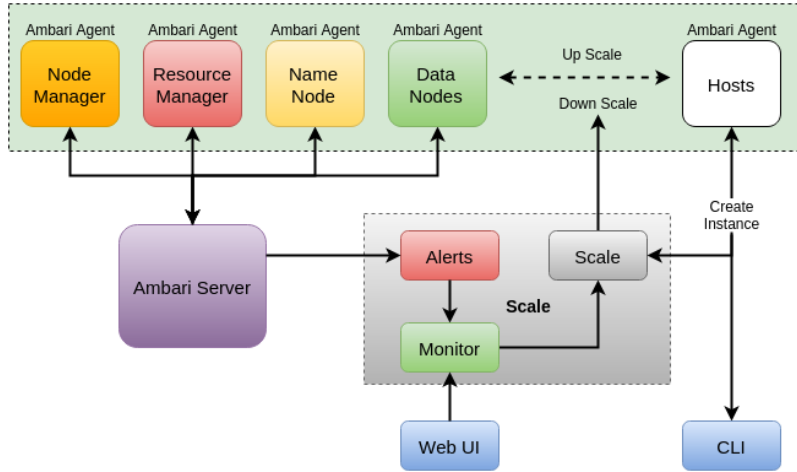 Ambari Agent
Ambari Agent
Ambari Agent
Ambari Agent
Ambari Agent
Node
Manager
Resource
Manager
Name
Node
Data
Nodes
Up Scale
Down Scale
Hosts
Create
Instance
Ambari Server
Alerts
Scale
Scale
Monitor
Web UI
CLI